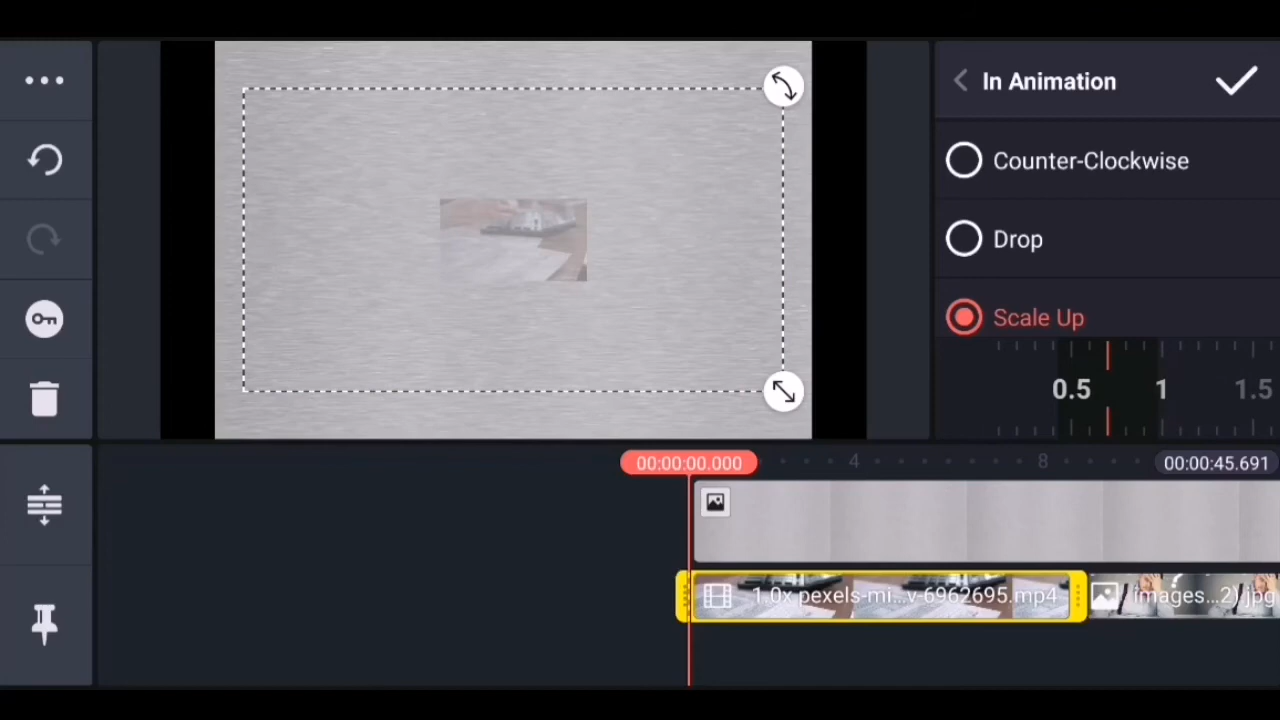 In Animation
Counter-Clockwise
Drop
Scale Up
0.5 1 1.5
00:00:00.000 4 8 00:00:45.691
1.0x pexels-mi...v-6962695.mp4 images...2).jpg